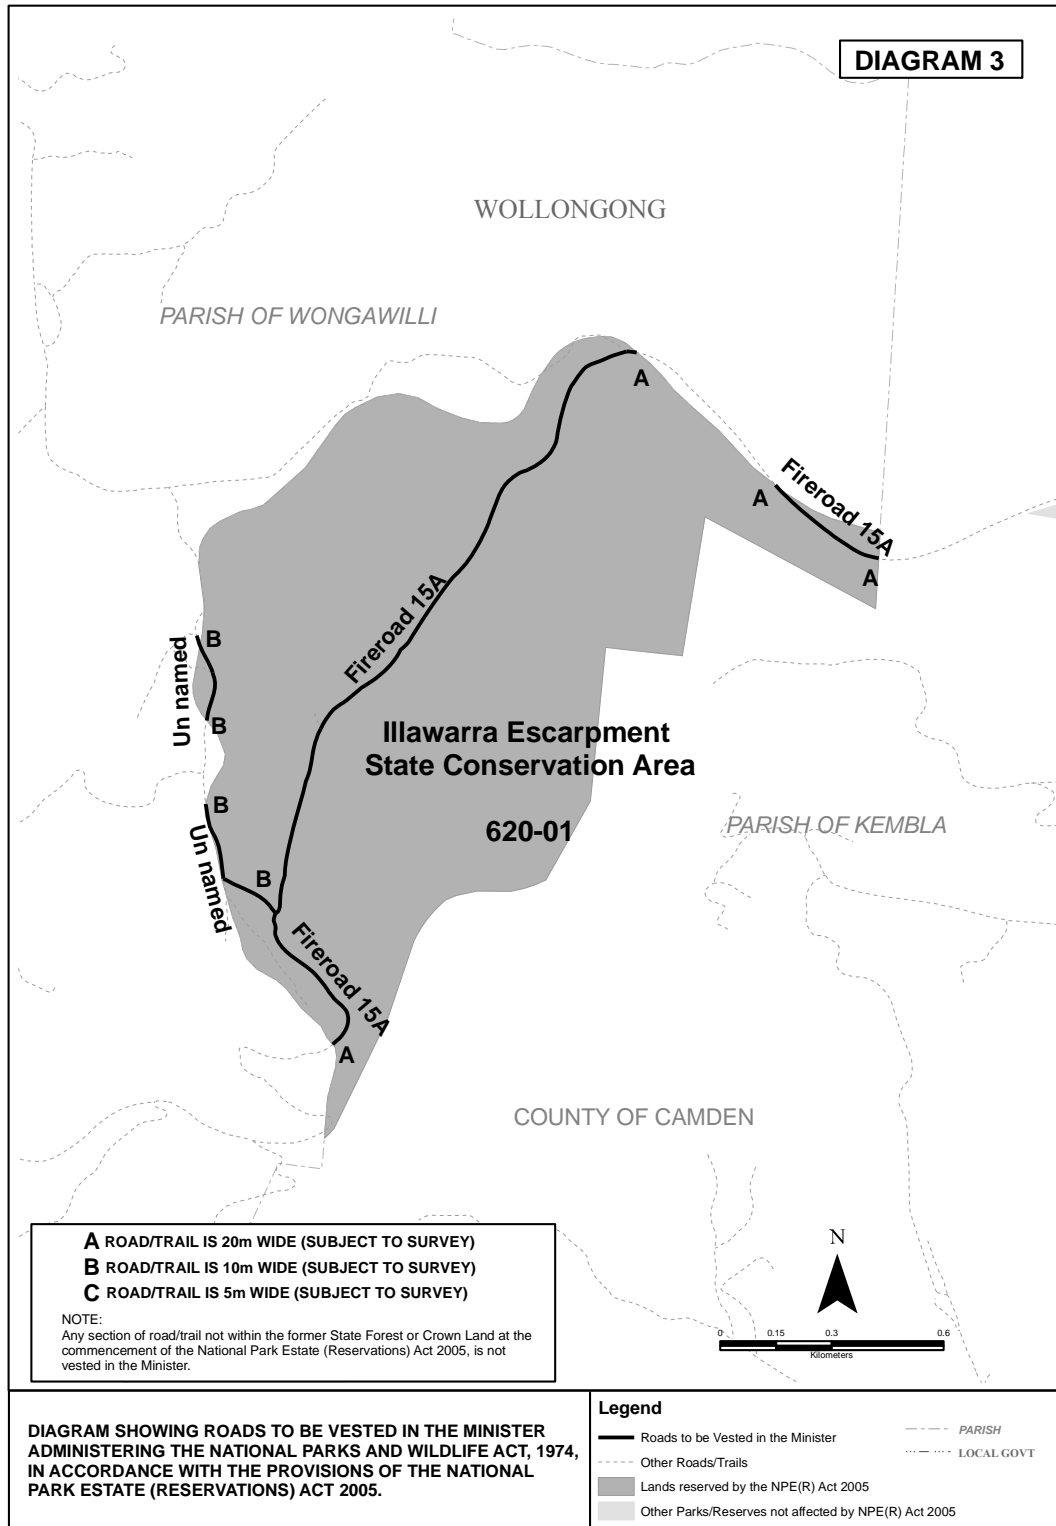 DIAGRAM 3
WOLLONGONG
PARISH OF WONGAWILLI
A
Fireroad 15A
A
A
Fireroad 15A
B
Un named
B
Illawarra Escarpment
State Conservation Area
620-01
B
Un named
B
PARISH OF KEMBLA
Fireroad 15A
A
COUNTY OF CAMDEN
A ROAD/TRAIL IS 20m WIDE (SUBJECT TO SURVEY)
B ROAD/TRAIL IS 10m WIDE (SUBJECT TO SURVEY)
C ROAD/TRAIL IS 5m WIDE (SUBJECT TO SURVEY)
NOTE:
Any section of road/trail not within the former State Forest or Crown Land at the
commencement of the National Park Estate (Reservations) Act 2005, is not
vested in the Minister.
N
0 0.15 0.3 0.6
Kilometers
DIAGRAM SHOWING ROADS TO BE VESTED IN THE MINISTER
ADMINISTERING THE NATIONAL PARKS AND WILDLIFE ACT, 1974,
IN ACCORDANCE WITH THE PROVISIONS OF THE NATIONAL
PARK ESTATE (RESERVATIONS) ACT 2005.
Legend
Roads to be Vested in the Minister
Other Roads/Trails
Lands reserved by the NPE(R) Act 2005
Other Parks/Reserves not affected by NPE(R) Act 2005
PARISH
LOCAL GOVT